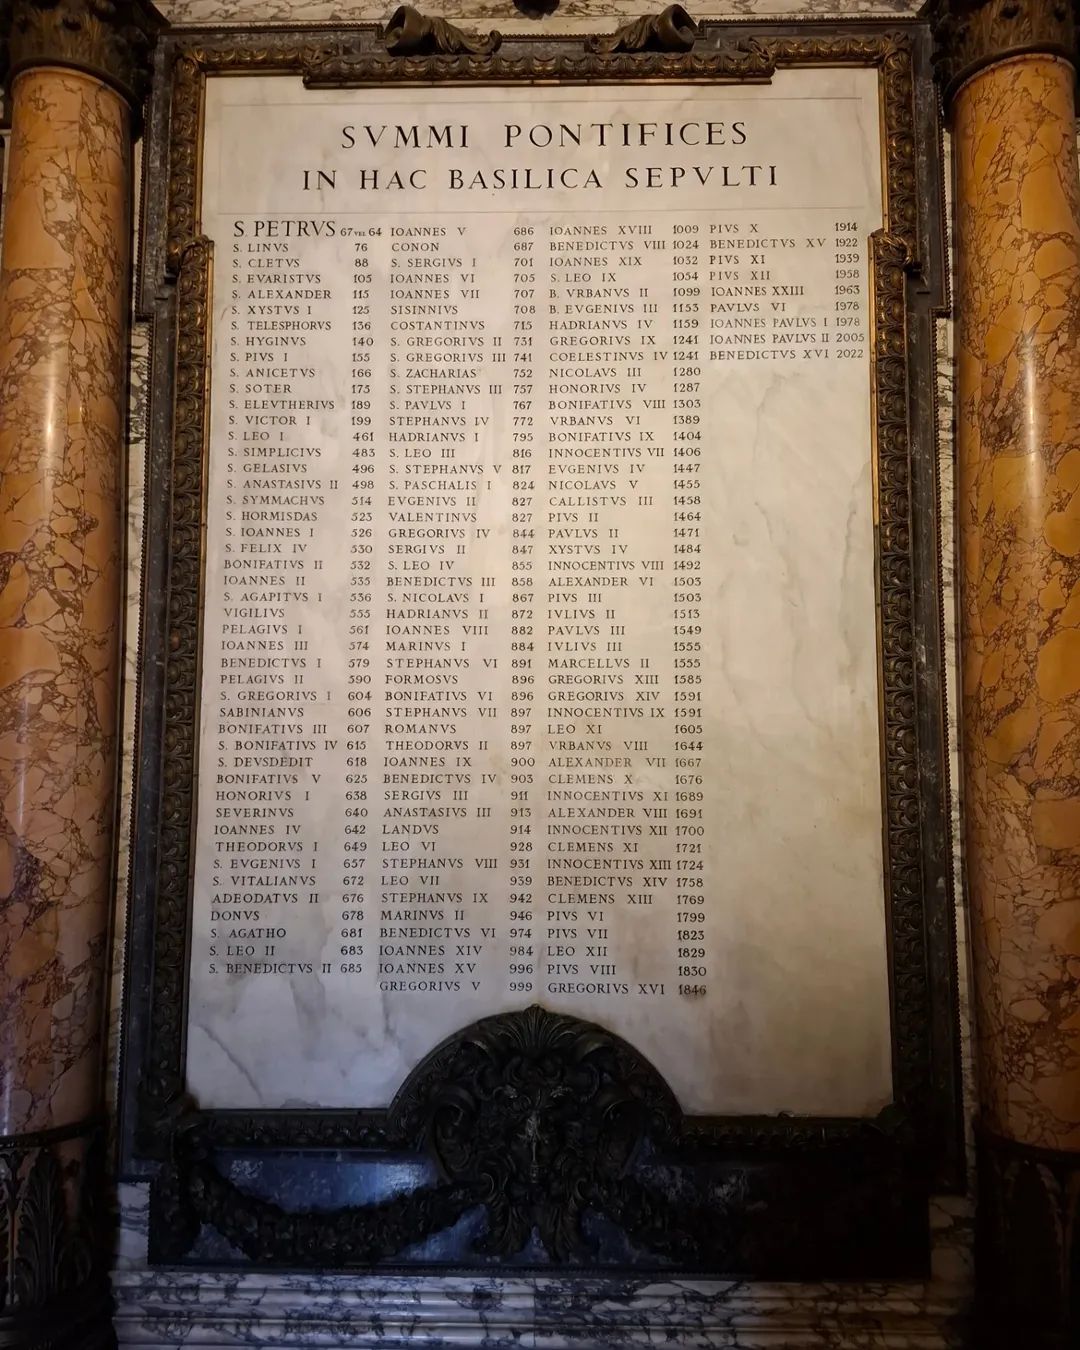 SVMMI PONTIFICES
IN HAC BASILICA SEPVLTI
S. PETRVS 67 VEL 64
S. LINVS 76
S. CLETVS 88
S. EVARISTVS 105
S. ALEXANDER 115
S. XYSTVS I 125
S. TELESPHORVS 136
S. HYGINVS 140
S. PIVS I 155
S. ANICETVS 166
S. SOTER 175
S. ELEVTHERIVS 189
S. VICTOR I 199
S. LEO I 461
S. SIMPLICIVS 483
S. GELASIVS 496
S. ANASTASIVS II 498
S. SYMMACHVS 514
S. HORMISDAS 523
S. IOANNES I 526
S. FELIX IV 530
BONIFATIVS II 532
IOANNES II 535
S. AGAPITVS I 536
VIGILIVS 555
PELAGIVS I 561
IOANNES III 574
BENEDICTVS I 579
PELAGIVS II 590
S. GREGORIVS I 604
SABINIANVS 606
BONIFATIVS III 607
S. BONIFATIVS IV 615
S. DEVSDEDIT 618
BONIFATIVS V 625
HONORIVS I 638
SEVERINVS 640
IOANNES IV 642
THEODORVS I 649
S. EVGENIVS I 657
S. VITALIANVS 672
ADEODATVS II 676
DONVS 678
S. AGATHO 681
S. LEO II 683
S. BENEDICTVS II 685
IOANNES V 686
CONON 687
S. SERGIVS I 701
IOANNES VI 705
IOANNES VII 707
SISINNIVS 708
COSTANTINVS 715
S. GREGORIVS II 731
S. GREGORIVS III 741
S. ZACHARIAS 752
S. STEPHANVS III 757
S. PAVLVS I 767
STEPHANVS IV 772
HADRIANVS I 795
S. LEO III 816
S. STEPHANVS V 817
S. PASCHALIS I 824
EVGENIVS II 827
VALENTINVS 827
GREGORIVS IV 844
SERGIVS II 847
S. LEO IV 855
BENEDICTVS III 858
S. NICOLAVS I 867
HADRIANVS II 872
IOANNES VIII 882
MARINVS I 884
STEPHANVS VI 891
FORMOSVS 896
BONIFATIVS VI 896
STEPHANVS VII 897
ROMANVS 897
THEODORVS II 897
IOANNES IX 900
BENEDICTVS IV 903
SERGIVS III 911
ANASTASIVS III 913
LANDVS 914
LEO VI 928
STEPHANVS VIII 931
LEO VII 939
STEPHANVS IX 942
MARINVS II 946
BENEDICTVS VI 974
IOANNES XIV 984
IOANNES XV 996
GREGORIVS V 999
IOANNES XVIII 1009
BENEDICTVS VIII 1024
IOANNES XIX 1032
S. LEO IX 1054
B. VRBANVS II 1099
B. EVGENIVS III 1153
HADRIANVS IV 1159
GREGORIVS IX 1241
COELESTINVS IV 1241
NICOLAVS III 1280
HONORIVS IV 1287
BONIFATIVS VIII 1303
VRBANVS VI 1389
BONIFATIVS IX 1404
INNOCENTIVS VII 1406
EVGENIVS IV 1447
NICOLAVS V 1455
CALLISTVS III 1458
PIVS II 1464
PAVLVS II 1471
XYSTVS IV 1484
INNOCENTIVS VIII 1492
ALEXANDER VI 1503
PIVS III 1503
IVLIVS II 1513
PAVLVS III 1549
IVLIVS III 1555
MARCELLVS II 1555
GREGORIVS XIII 1585
GREGORIVS XIV 1591
INNOCENTIVS IX 1591
LEO XI 1605
VRBANVS VIII 1644
ALEXANDER VII 1667
CLEMENS X 1676
INNOCENTIVS XI 1689
ALEXANDER VIII 1691
INNOCENTIVS XII 1700
CLEMENS XI 1721
INNOCENTIVS XIII 1724
BENEDICTVS XIV 1758
CLEMENS XIII 1769
PIVS VI 1799
PIVS VII 1823
LEO XII 1829
PIVS VIII 1830
GREGORIVS XVI 1846
PIVS X 1914
BENEDICTVS XV 1922
PIVS XI 1939
PIVS XII 1958
IOANNES XXIII 1963
PAVLVS VI 1978
IOANNES PAVLVS I 1978
IOANNES PAVLVS II 2005
BENEDICTVS XVI 2022